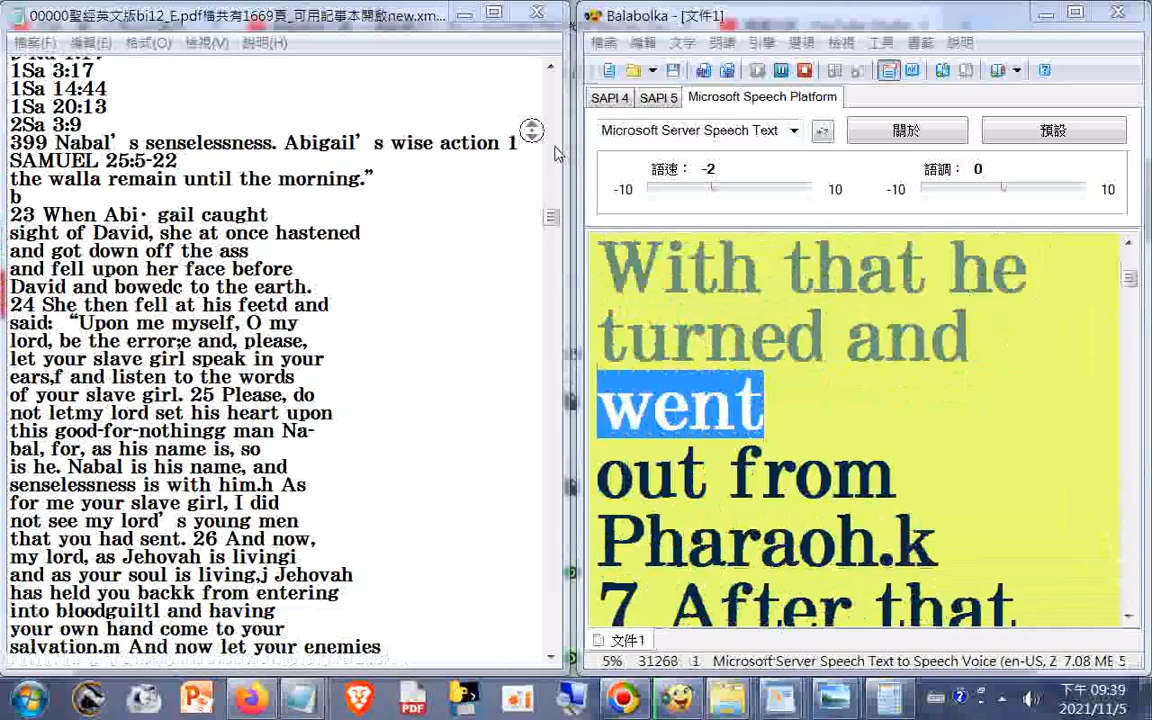 00000聖經英文版bi12_E.pdf檔共有1669頁_可用記事本開啟new.xm...
檔案(F) 編輯(E) 格式(O) 檢視(V) 說明(H)
1Sa 3:17
1Sa 14:44
1Sa 20:13
2Sa 3:9
399 Nabal’s senselessness. Abigail’s wise action 1
SAMUEL 25:5-22
the walla remain until the morning.”
b
23 When Abi·gail caught
sight of David, she at once hastened
and got down off the ass
and fell upon her face before
David and bowedc to the earth.
24 She then fell at his feetd and
said: “Upon me myself, O my
lord, be the error;e and, please,
let your slave girl speak in your
ears,f and listen to the words
of your slave girl. 25 Please, do
not letmy lord set his heart upon
this good-for-nothingg man Na-
bal, for, as his name is, so
is he. Nabal is his name, and
senselessness is with him.h As
for me your slave girl, I did
not see my lord’s young men
that you had sent. 26 And now,
my lord, as Jehovah is livingi
and as your soul is living,j Jehovah
has held you backk from entering
into bloodguiltl and having
your own hand come to your
salvation.m And now let your enemies
Balabolka - [文件1]
檔案 編輯 文字 朗讀 引擎 選項 檢視 工具 書籤 說明
SAPI 4 SAPI 5 Microsoft Speech Platform
Microsoft Server Speech Text 關於 預設
語速： -2 語調： 0
-10 10 -10 10
With that he
turned and
went
out from
Pharaoh.k
7 After that
文件1
5% 31268 1 Microsoft Server Speech Text to Speech Voice (en-US, Z 7.08 MB 5
下午 09:39
2021/11/5